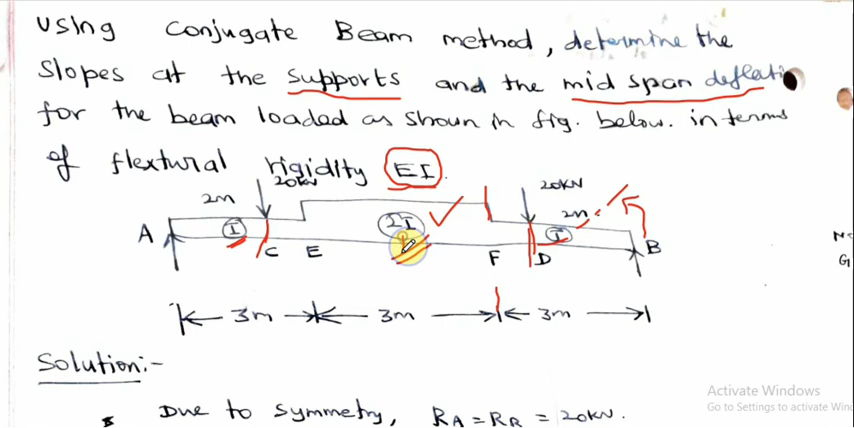 Using Conjugate Beam method, determine the
Slopes at the supports and the mid span deflecti
for the beam loaded as shown in fig. below. in terms
of flextural rigidity EI.
2m 20kN 20kN 2m
A I C E 2I F D I B
3m 3m 3m
Solution:-
Due to symmetry, RA = RB = 20kN.
N
G
Activate Windows
Go to Settings to activate Win